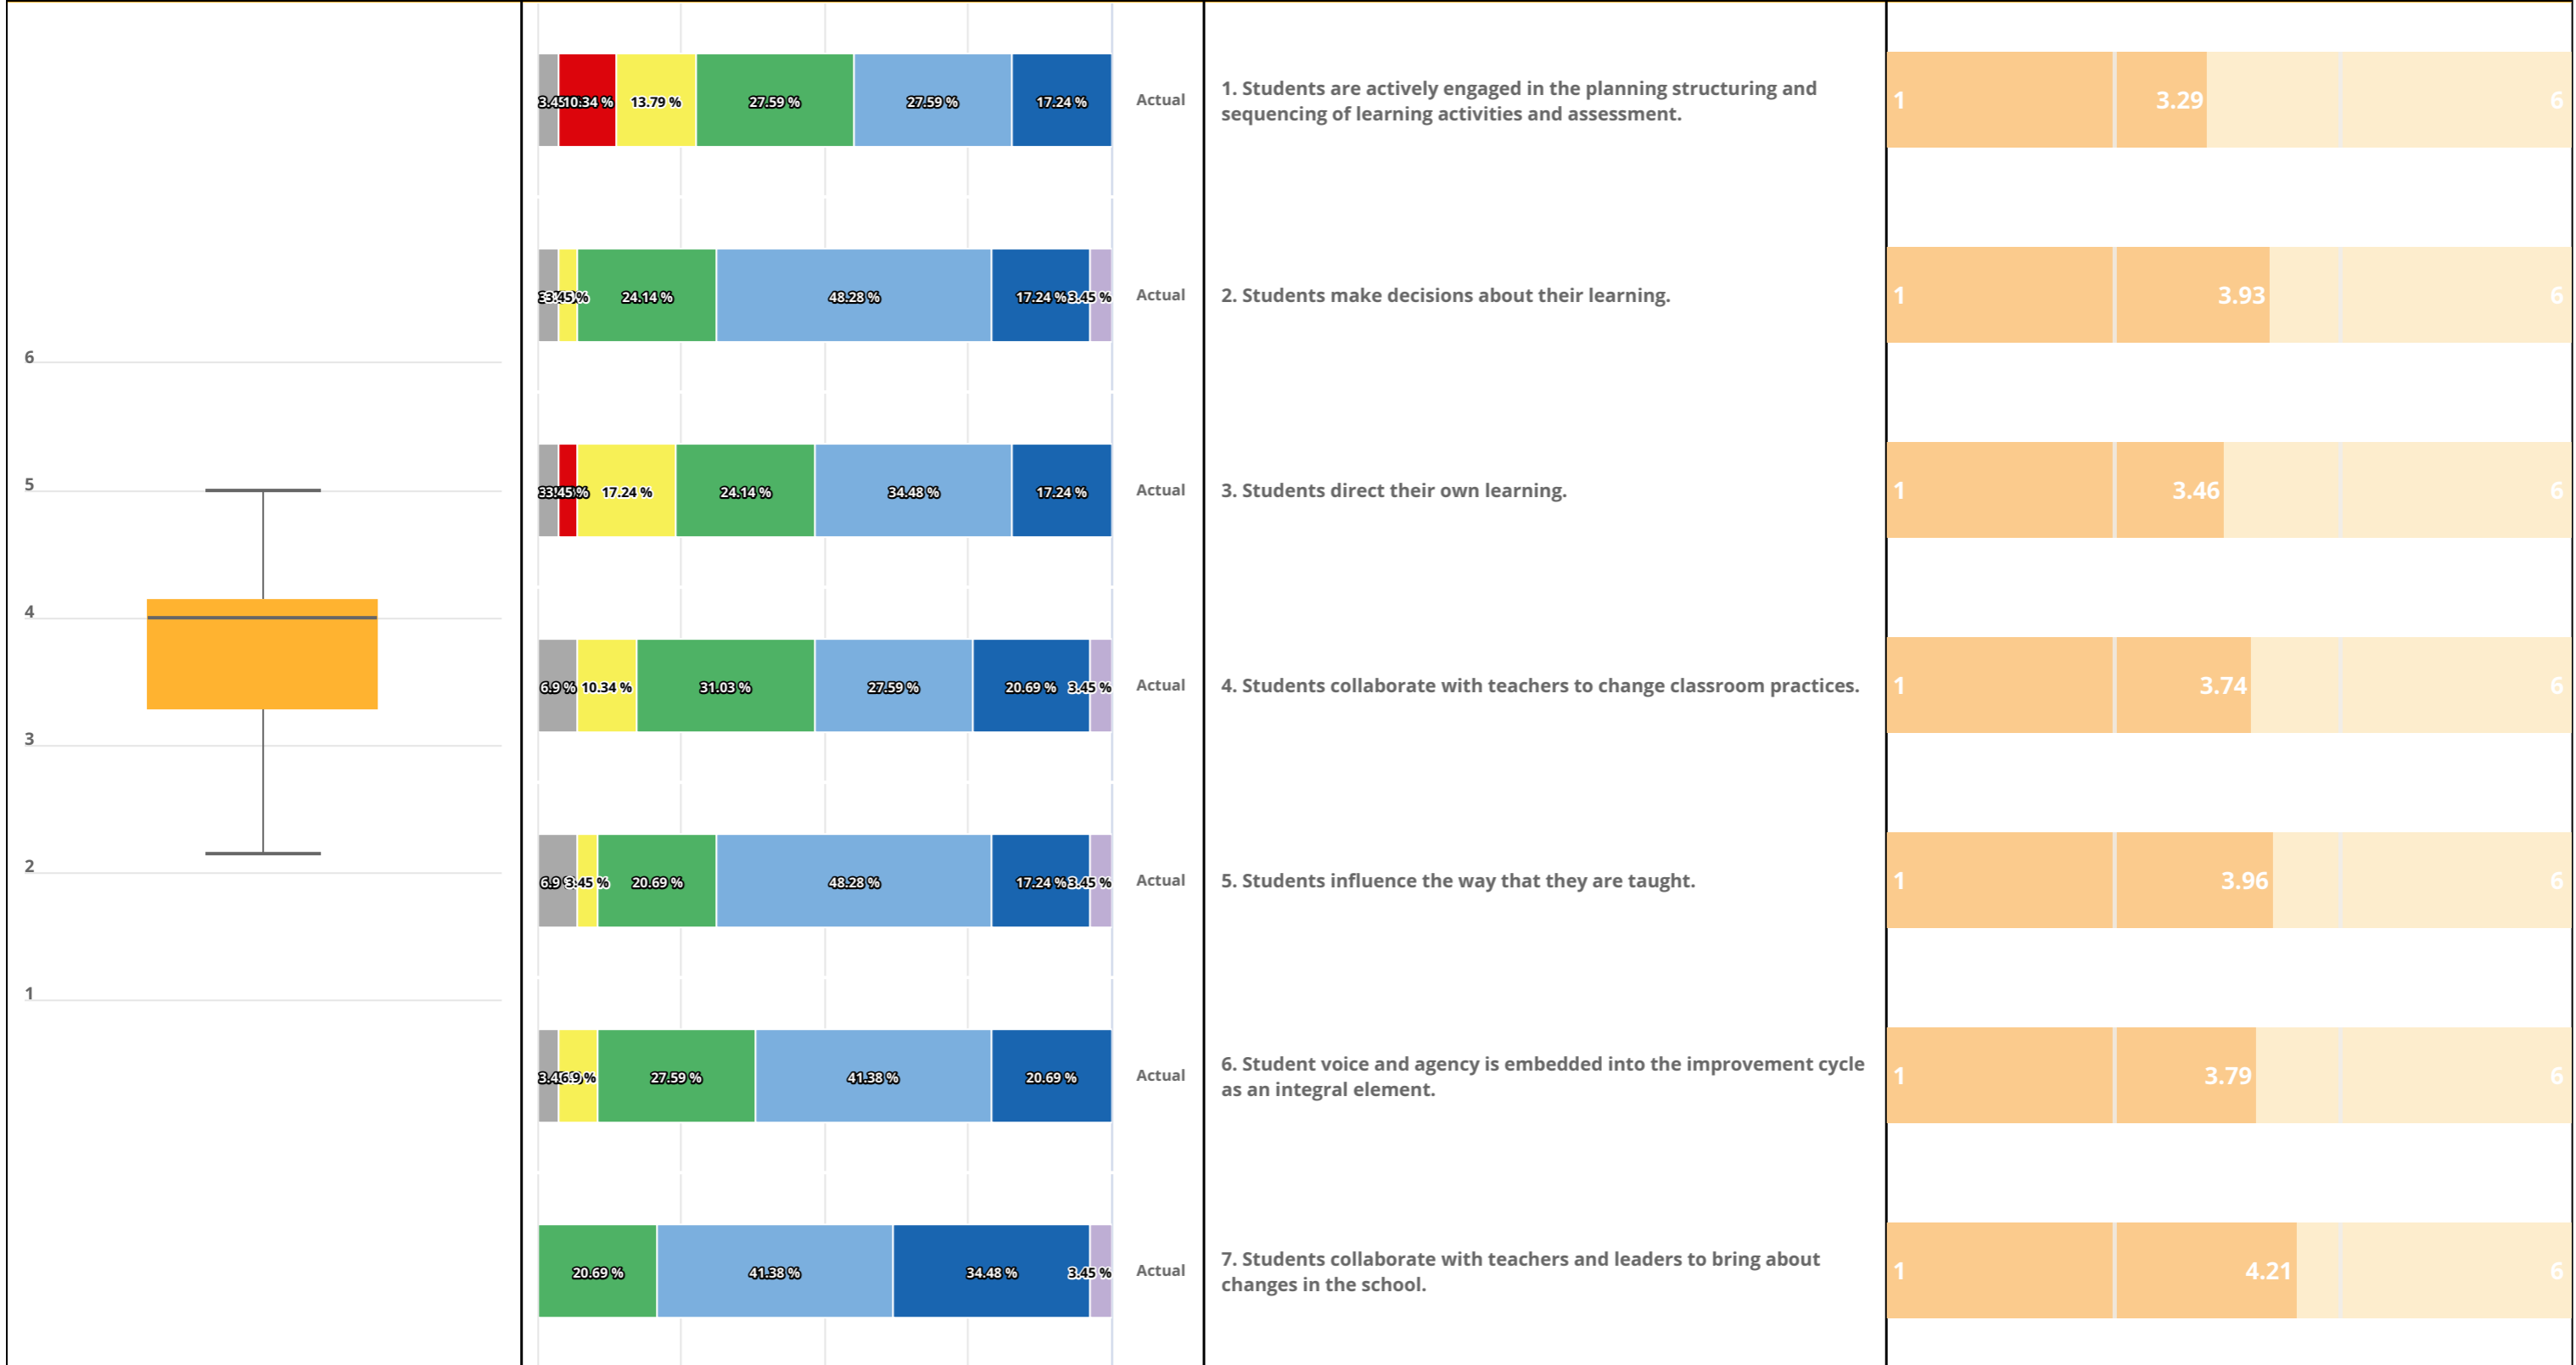 6
5
4
3
2
1
10.34 % 13.79 % 27.59 % 27.59 % 17.24 %
Actual
1. Students are actively engaged in the planning structuring and
sequencing of learning activities and assessment.
1 3.29 6
3.45 % 24.14 % 48.28 % 17.24 % 3.45 %
Actual
2. Students make decisions about their learning.
1 3.93 6
3.45 % 17.24 % 24.14 % 34.48 % 17.24 %
Actual
3. Students direct their own learning.
1 3.46 6
6.9 % 10.34 % 31.03 % 27.59 % 20.69 % 3.45 %
Actual
4. Students collaborate with teachers to change classroom practices.
1 3.74 6
6.9 3.45 % 20.69 % 48.28 % 17.24 % 3.45 %
Actual
5. Students influence the way that they are taught.
1 3.96 6
6.9 % 27.59 % 41.38 % 20.69 %
Actual
6. Student voice and agency is embedded into the improvement cycle
as an integral element.
1 3.79 6
20.69 % 41.38 % 34.48 % 3.45 %
Actual
7. Students collaborate with teachers and leaders to bring about
changes in the school.
1 4.21 6